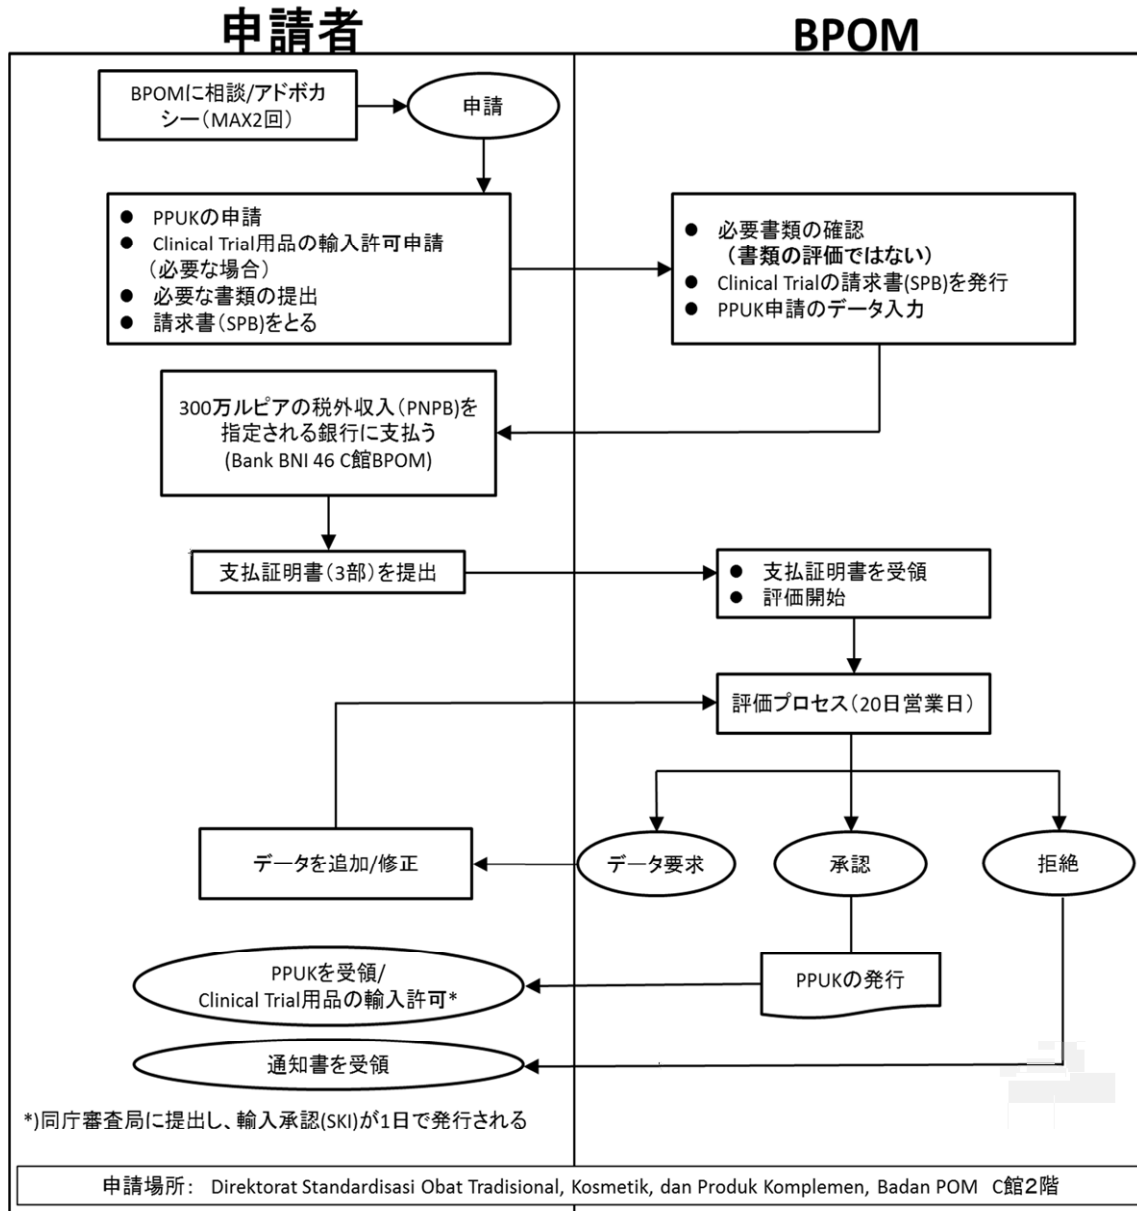 申請者
BPOM
BPOMに相談/アドボカ
シー(MAX2回)
申請
● PPUKの申請
● Clinical Trial用品の輸入許可申請
(必要な場合)
● 必要な書類の提出
● 請求書(SPB)をとる
● 必要書類の確認
(書類の評価ではない)
● Clinical Trialの請求書(SPB)を発行
● PPUK申請のデータ入力
300万ルピアの税外収入(PNPB)を
指定される銀行に支払う
(Bank BNI 46 C館BPOM)
支払証明書(3部)を提出
● 支払証明書を受領
● 評価開始
評価プロセス(20日営業日)
データを追加/修正
データ要求
承認
拒絶
PPUKを受領/
Clinical Trial用品の輸入許可*
PPUKの発行
通知書を受領
*)同庁審査局に提出し、輸入承認(SKI)が1日で発行される
申請場所: Direktorat Standardisasi Obat Tradisional, Kosmetik, dan Produk Komplemen, Badan POM C館2階